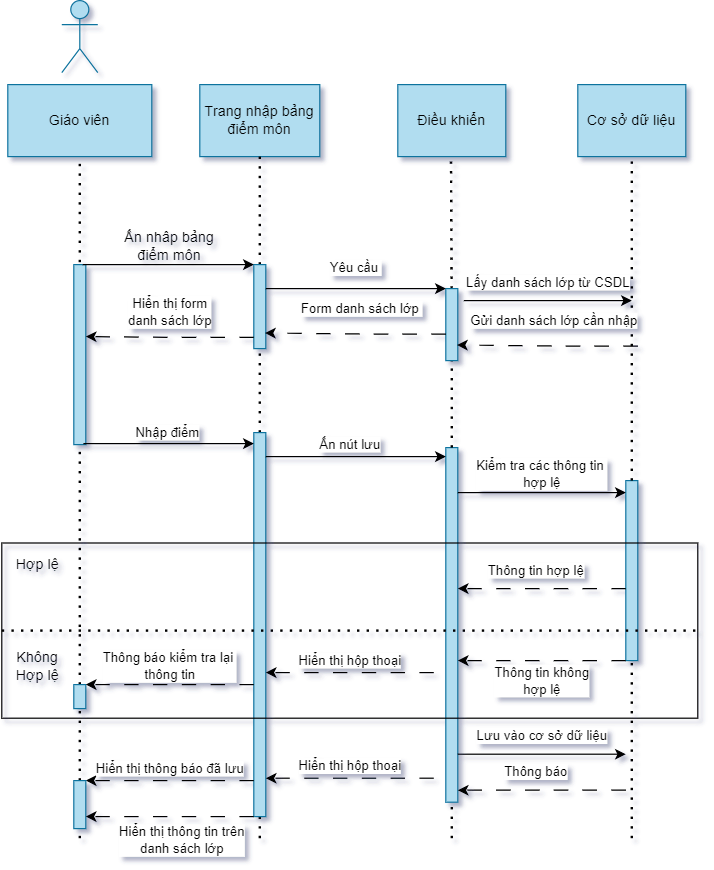 Giáo viên
Trang nhập bảng
điểm môn
Điều khiển
Cơ sở dữ liệu
Ấn nhâp bảng
điểm môn
Yêu cầu
Lấy danh sách lớp từ CSDL
Hiển thị form
danh sách lớp
Form danh sách lớp
Gửi danh sách lớp cần nhập
Nhập điểm
Ấn nút lưu
Kiểm tra các thông tin
hợp lệ
Hợp lệ
Thông tin hợp lệ
Không
Hợp lệ
Thông báo kiểm tra lại
thông tin
Hiển thị hộp thoại
Thông tin không
hợp lệ
Lưu vào cơ sở dữ liệu
Hiển thị thông báo đã lưu
Hiển thị hộp thoại
Thông báo
Hiển thị thông tin trên
danh sách lớp